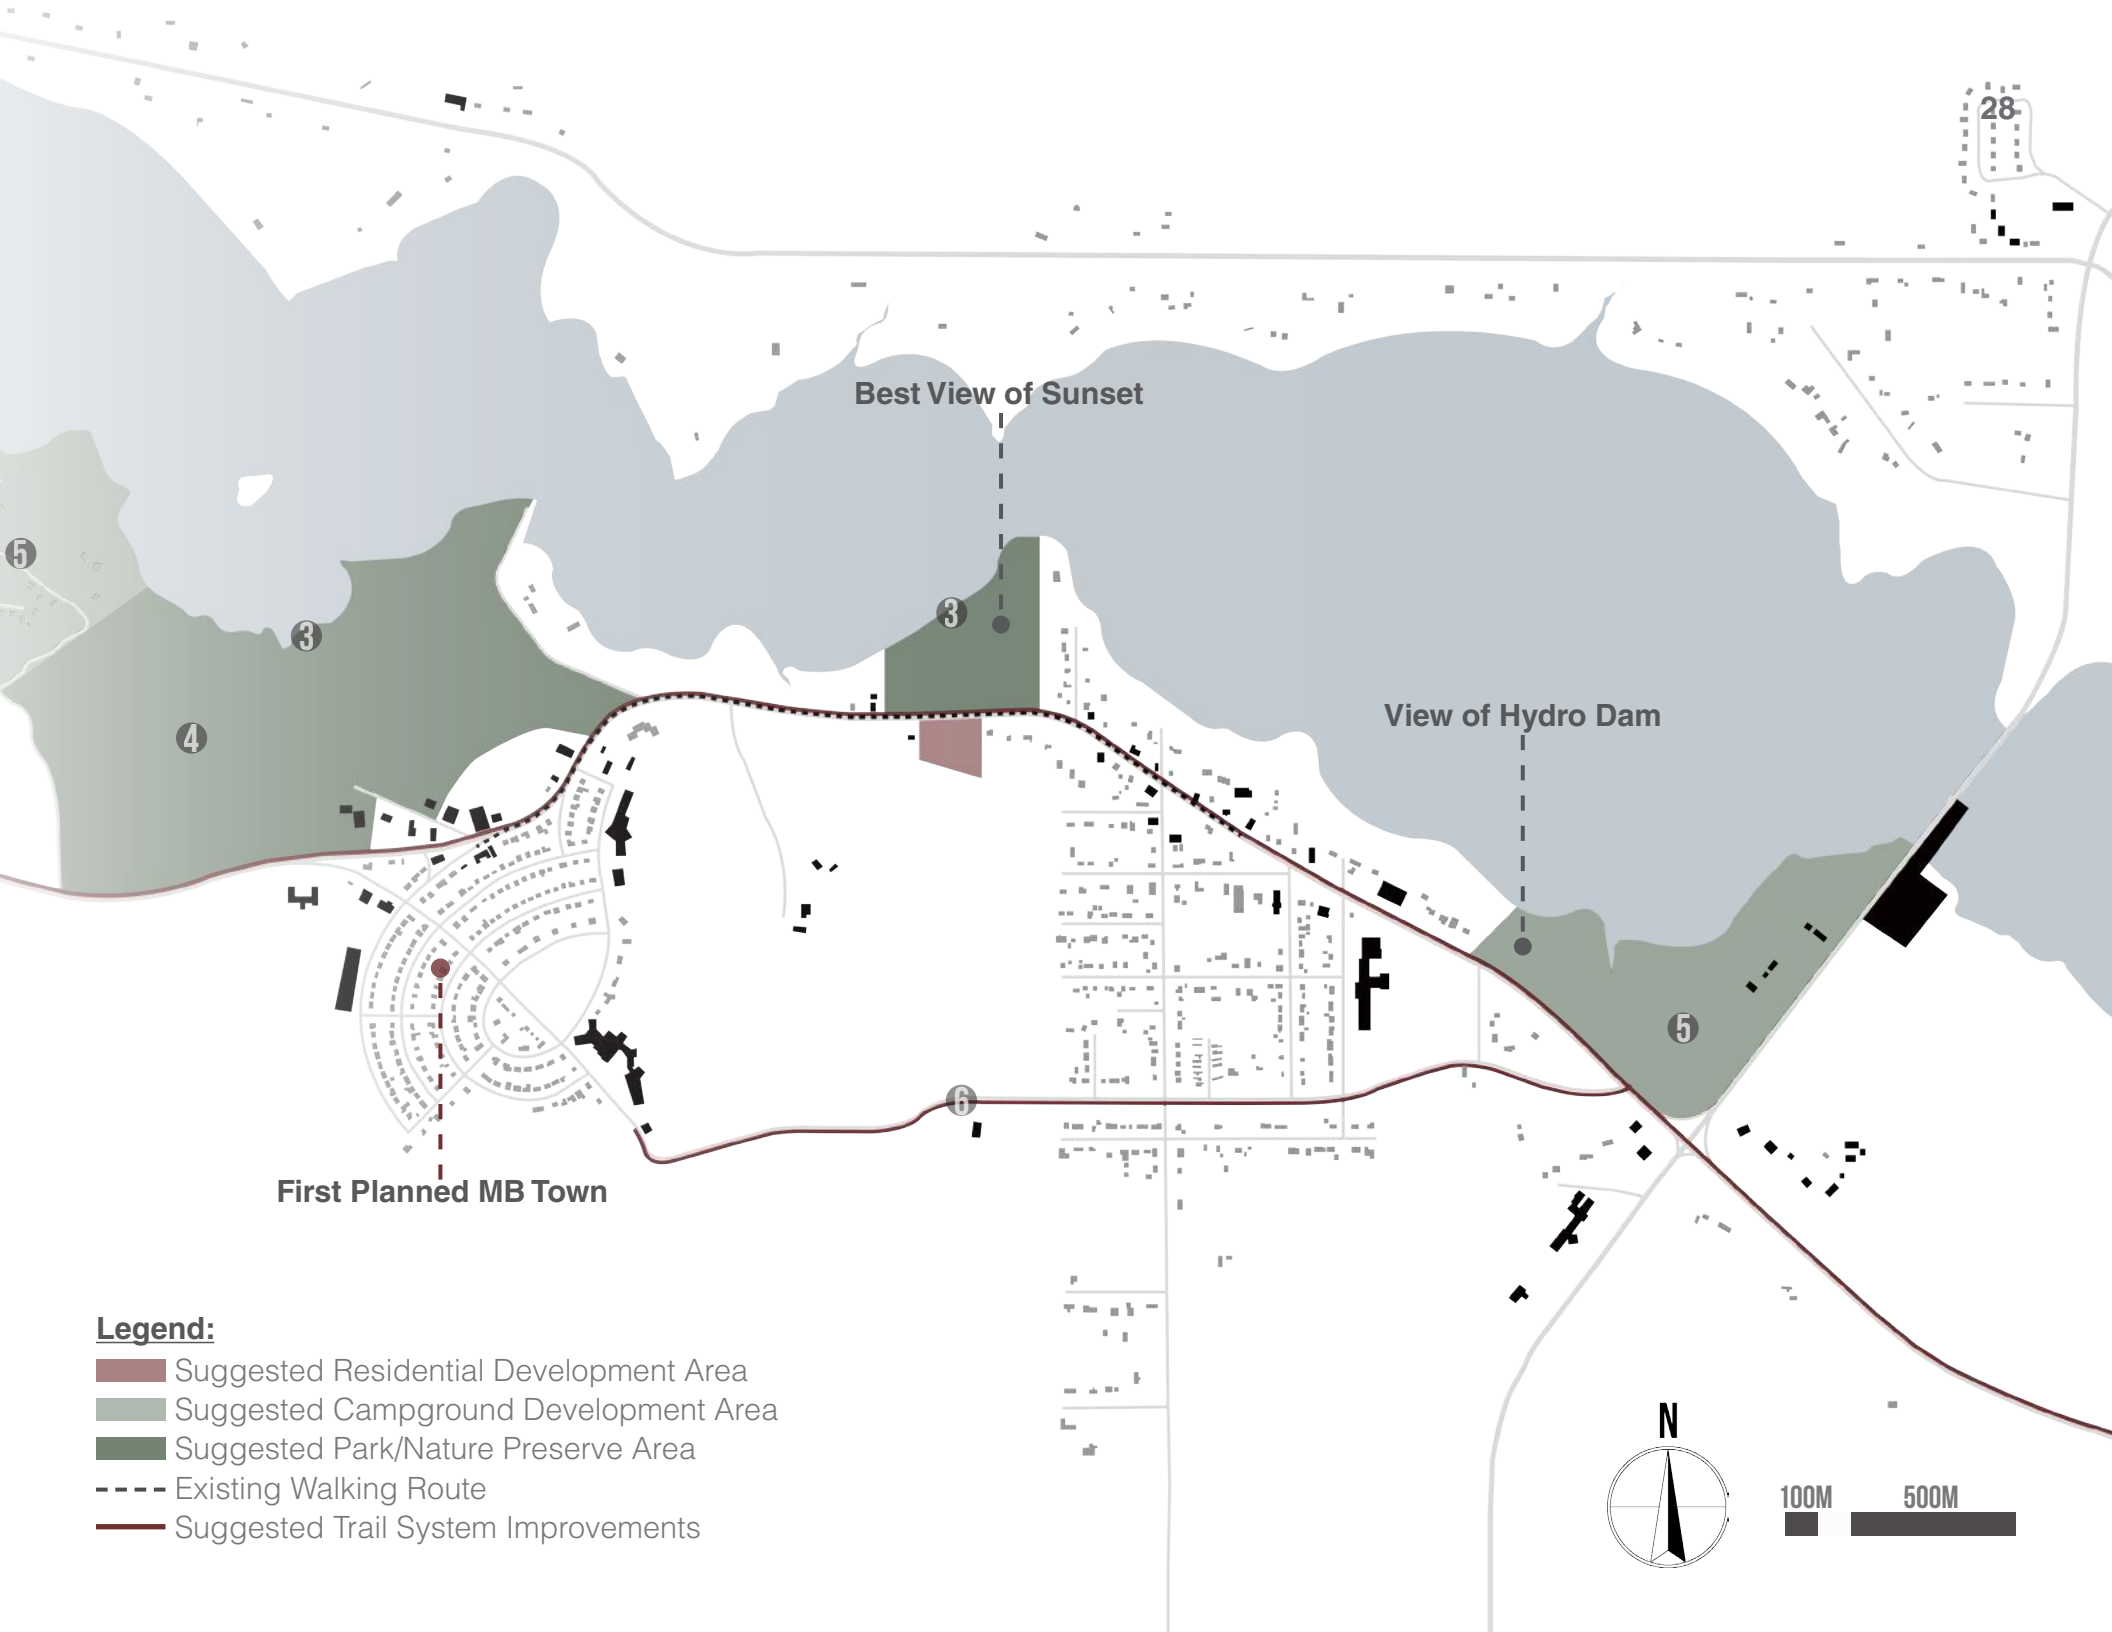 28
Best View of Sunset
5
3
3
View of Hydro Dam
4
5
6
First Planned MB Town
Legend:
Suggested Residential Development Area
Suggested Campground Development Area
Suggested Park/Nature Preserve Area
Existing Walking Route
Suggested Trail System Improvements
N
100M 500M